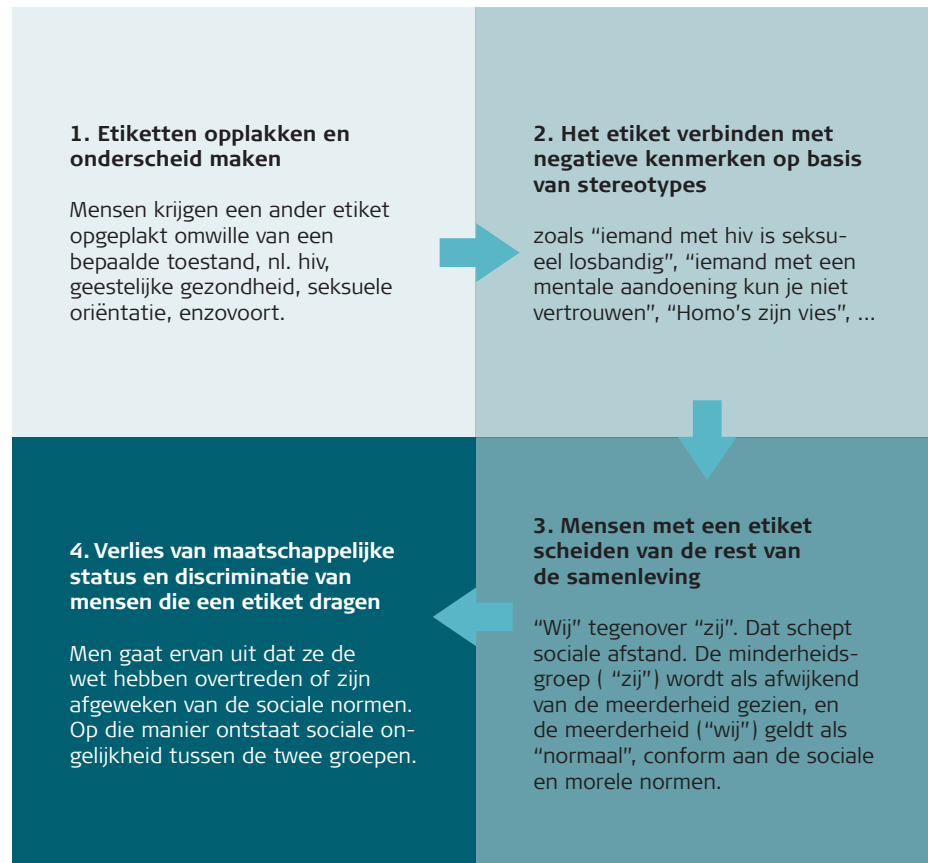 1. Etiketten opplakken en
onderscheid maken
Mensen krijgen een ander etiket
opgeplakt omwille van een
bepaalde toestand, nl. hiv,
geestelijke gezondheid, seksuele
oriëntatie, enzovoort.
2. Het etiket verbinden met
negatieve kenmerken op basis
van stereotypes
zoals “iemand met hiv is seksu-
eel losbandig”, “iemand met een
mentale aandoening kun je niet
vertrouwen”, “Homo’s zijn vies”, ...
3. Mensen met een etiket
scheiden van de rest van
de samenleving
“Wij” tegenover “zij”. Dat schept
sociale afstand. De minderheids-
groep ( “zij”) wordt als afwijkend
van de meerderheid gezien, en
de meerderheid (“wij”) geldt als
“normaal”, conform aan de sociale
en morele normen.
4. Verlies van maatschappelijke
status en discriminatie van
mensen die een etiket dragen
Men gaat ervan uit dat ze de
wet hebben overtreden of zijn
afgeweken van de sociale normen.
Op die manier ontstaat sociale on-
gelijkheid tussen de twee groepen.